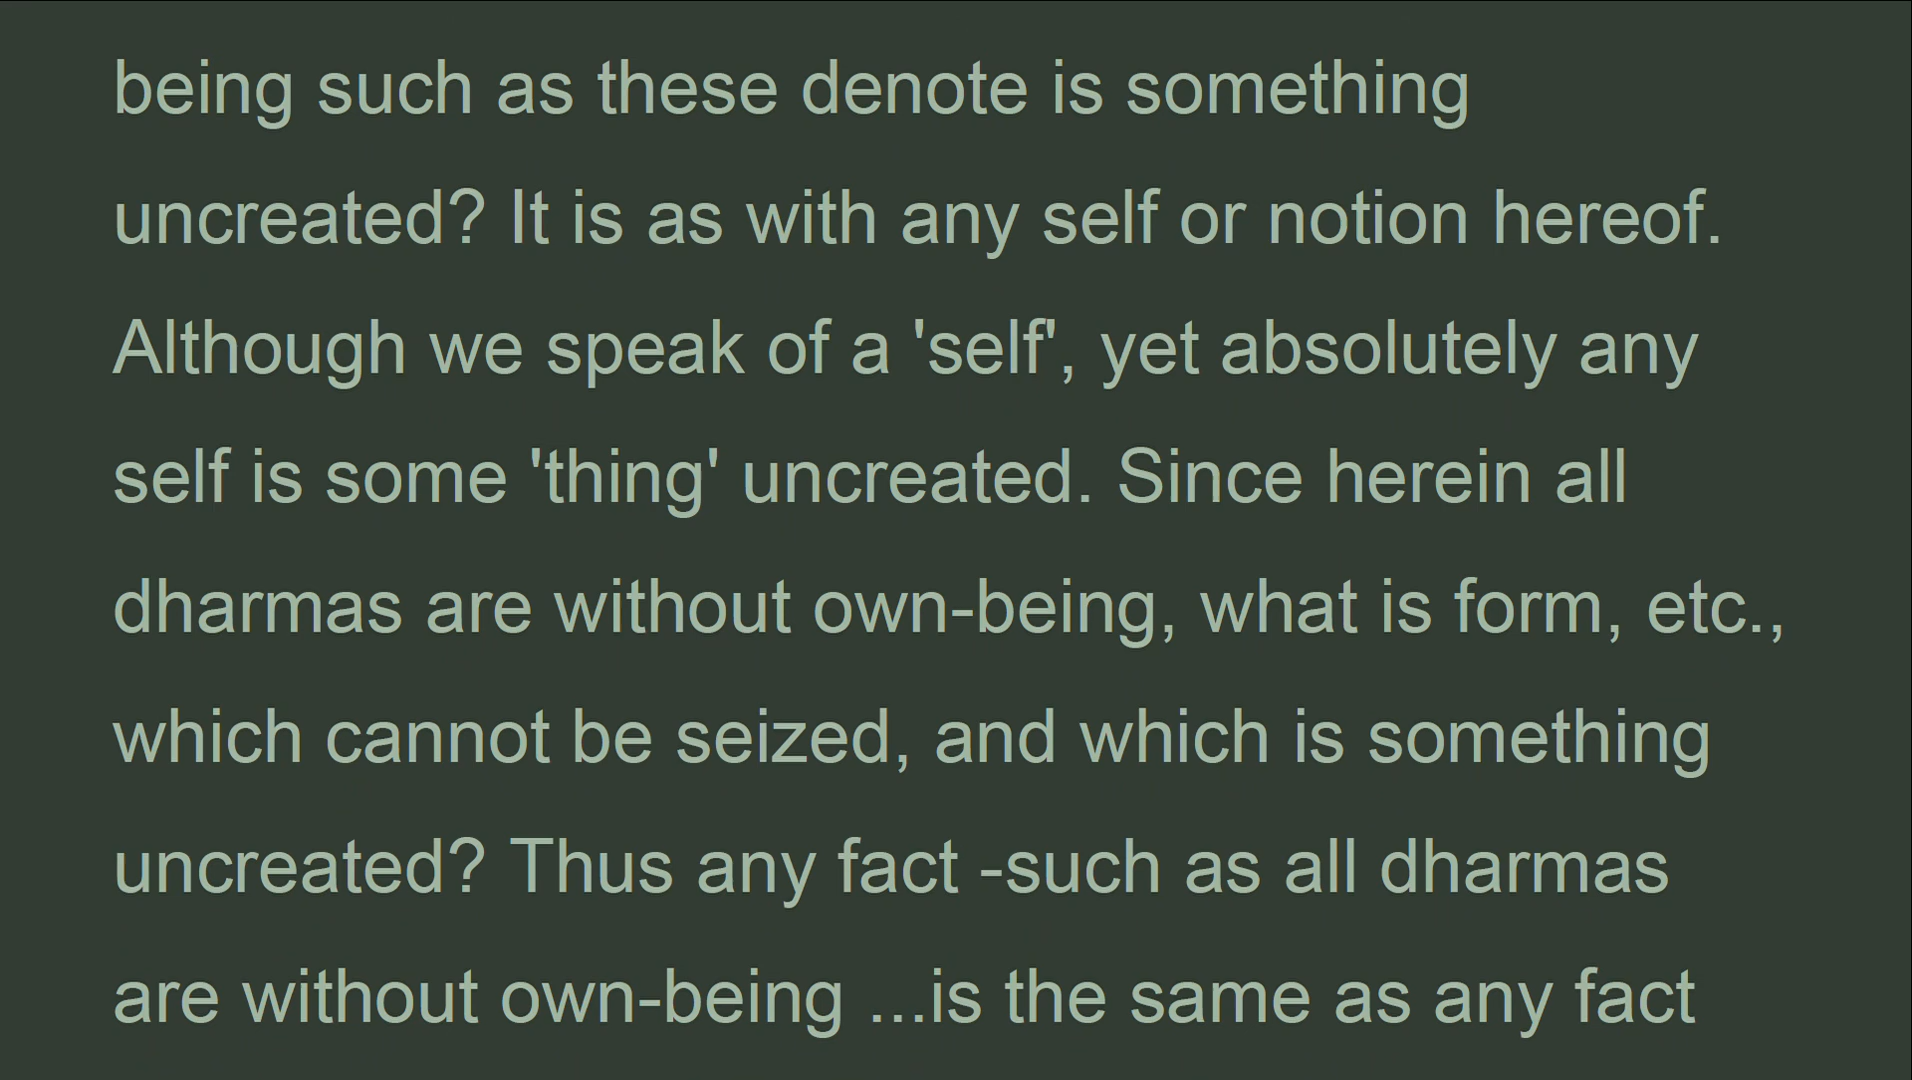 being such as these denote is something
uncreated? It is as with any self or notion hereof.
Although we speak of a 'self', yet absolutely any
self is some 'thing' uncreated. Since herein all
dharmas are without own-being, what is form, etc.,
which cannot be seized, and which is something
uncreated? Thus any fact -such as all dharmas
are without own-being ...is the same as any fact